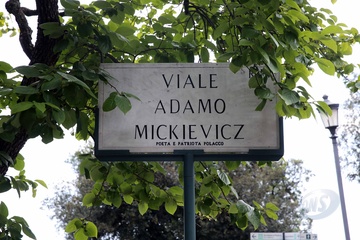 VIALE
ADAMO
MICKIEVICZ
POETA E PATRIOTA POLACCO